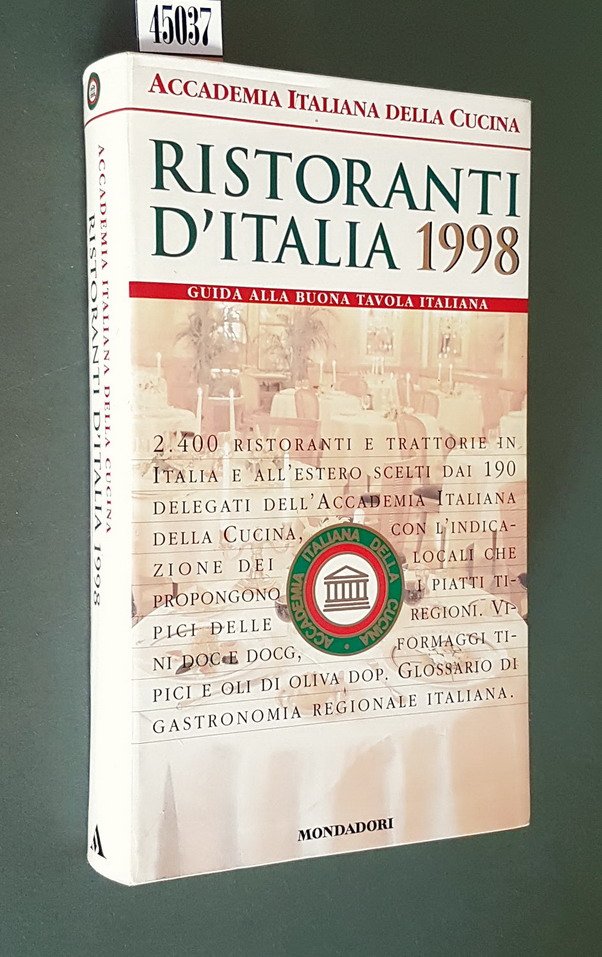 45037
ACCADEMIA ITALIANA DELLA CUCINA
RISTORANTI
D'ITALIA 1998
GUIDA ALLA BUONA TAVOLA ITALIANA
2.400 RISTORANTI E TRATTORIE IN
ITALIA E ALL'ESTERO SCELTI DAI 190
DELEGATI DELL'ACCADEMIA ITALIANA
DELLA CUCINA, CON L'INDICA-
ZIONE DEI LOCALI CHE
PROPONGONO I PIATTI TI-
PICI DELLE REGIONI. VI-
NI DOC E DOCG, FORMAGGI TI-
PICI E OLI DI OLIVA DOP. GLOSSARIO DI
GASTRONOMIA REGIONALE ITALIANA.
ACCADEMIA ITALIANA DELLA CUCINA
MONDADORI
ACCADEMIA ITALIANA DELLA CUCINA
RISTORANTI D'ITALIA 1998